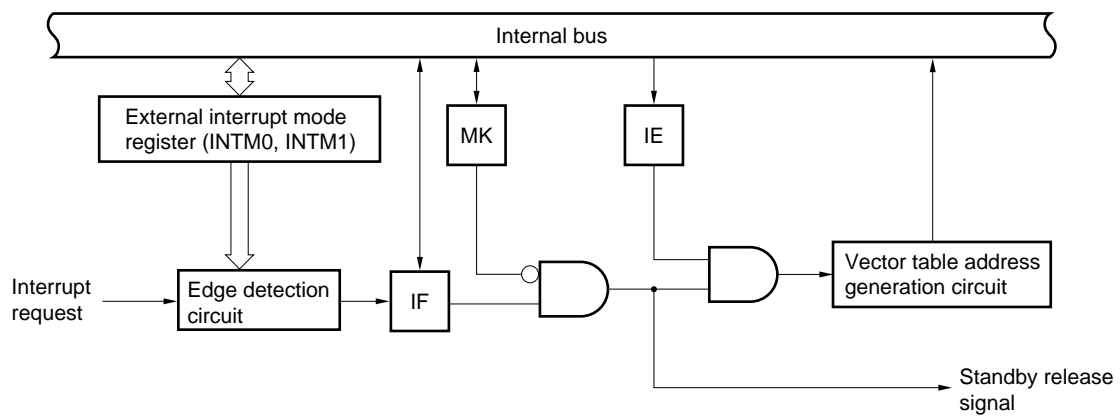 Internal bus
External interrupt mode
register (INTM0, INTM1)
MK
IE
Interrupt
request
Edge detection
circuit
IF
Vector table address
generation circuit
Standby release
signal